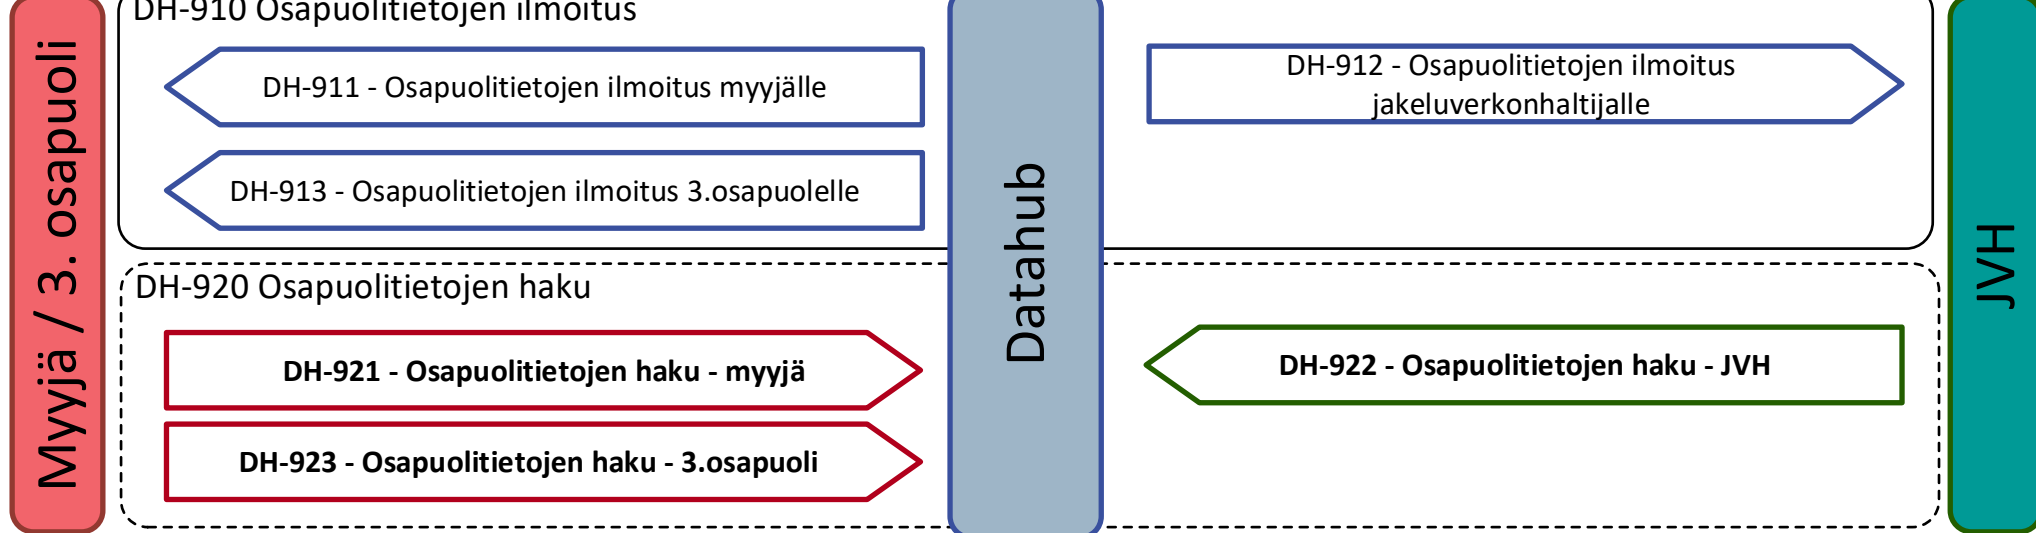 Myyjä / 3. osapuoli
DH-910 Osapuolitietojen ilmoitus
DH-911 - Osapuolitietojen ilmoitus myyjälle
DH-913 - Osapuolitietojen ilmoitus 3.osapuolelle
DH-912 - Osapuolitietojen ilmoitus
jakeluverkonhaltijalle
Datahub
DH-920 Osapuolitietojen haku
DH-921 - Osapuolitietojen haku - myyjä
DH-923 - Osapuolitietojen haku - 3.osapuoli
DH-922 - Osapuolitietojen haku - JVH
JVH